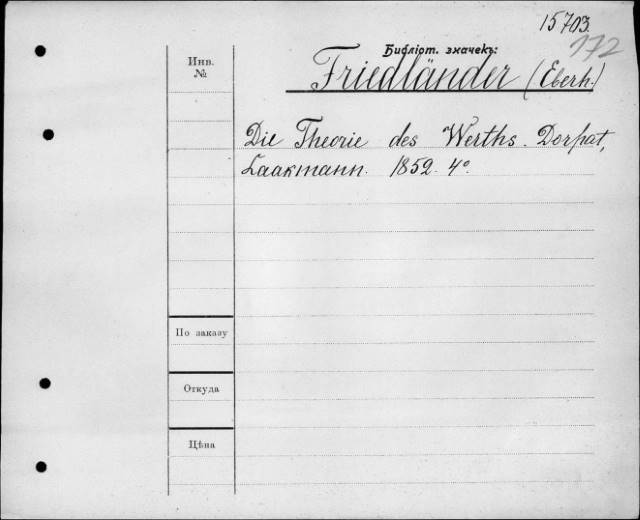 15703
172
Библіот. значекъ:
Инв.
№
Friedländer (Eberh.)
Die Theorie des Werths. Dorpat,
Laakmann. 1852. 4°.
По заказу
Откуда
Цѣна